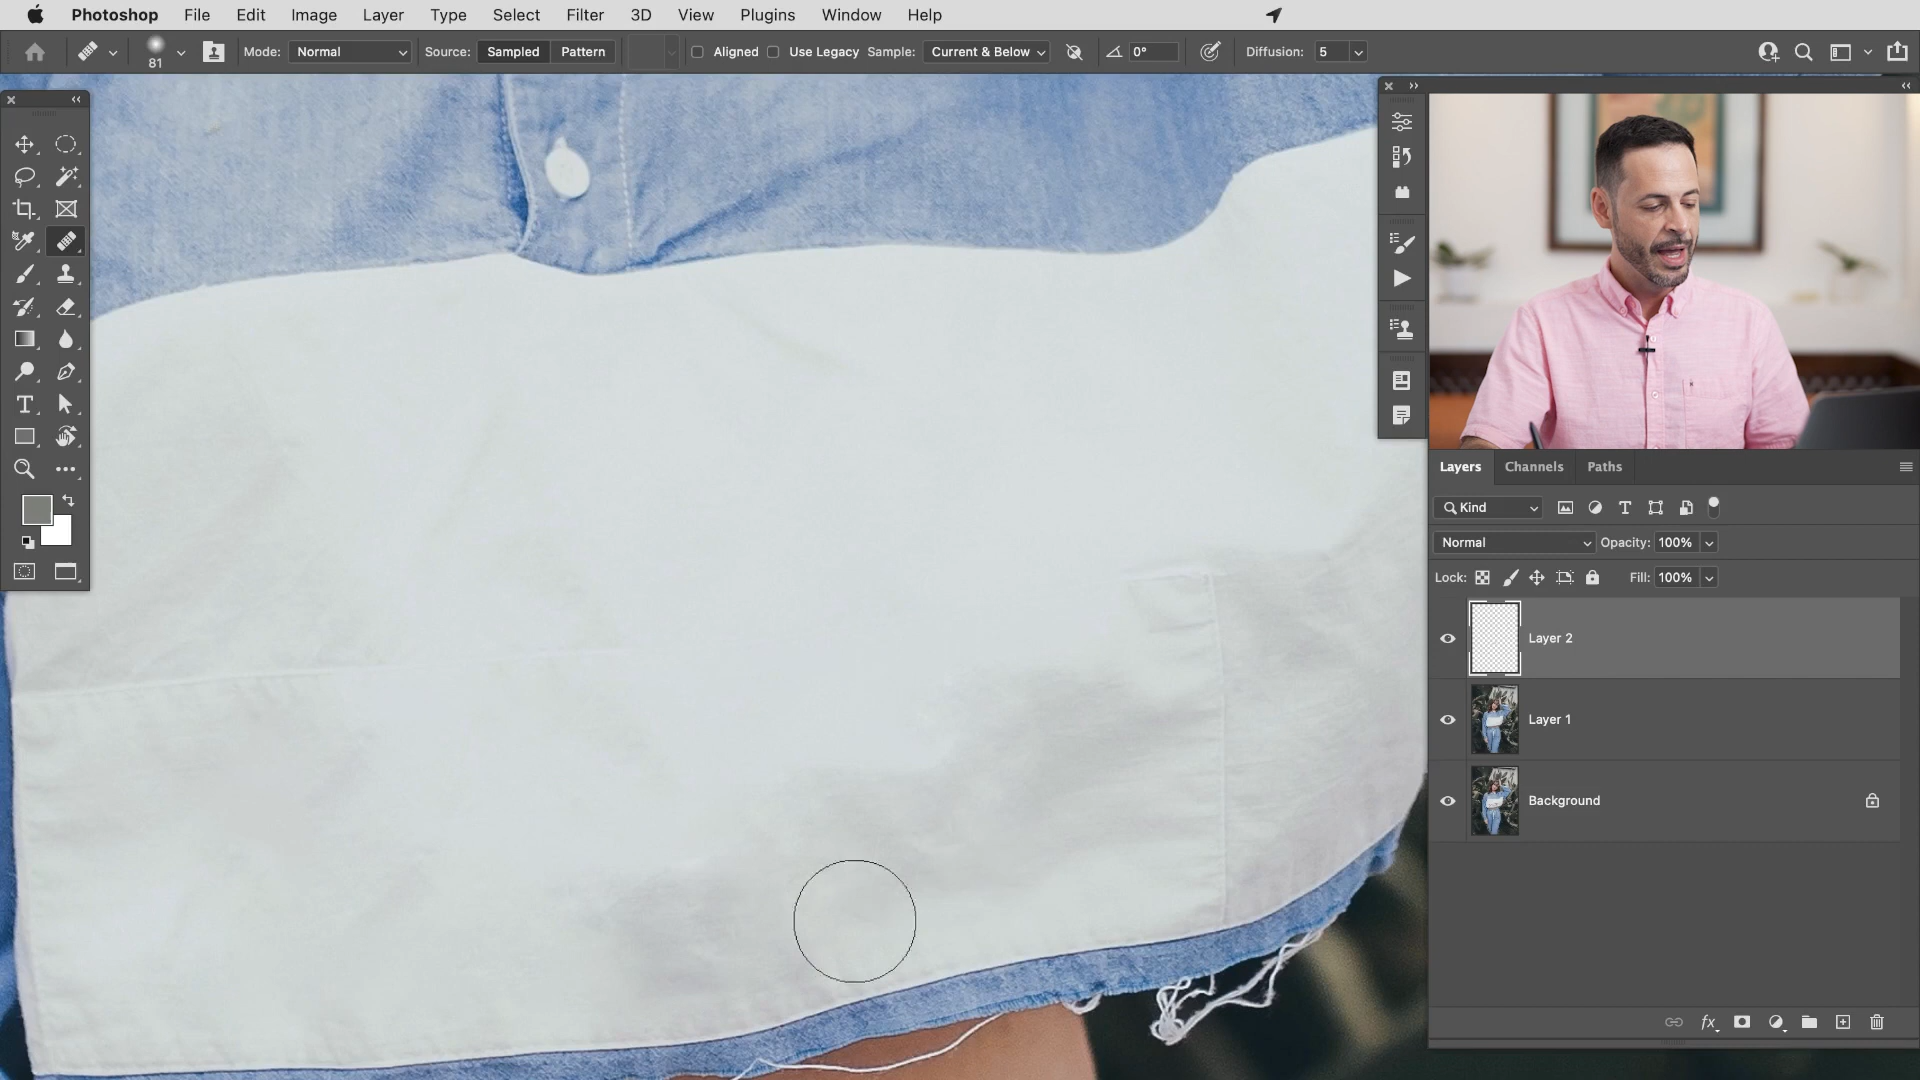 Photoshop File Edit Image Layer Type Select Filter 3D View Plugins Window Help
81 Mode: Normal Source: Sampled Pattern Aligned Use Legacy Sample: Current & Below 0° Diffusion: 5
Layers Channels Paths
Kind
Normal Opacity: 100%
Lock: Fill: 100%
Layer 2
Layer 1
Background
fx